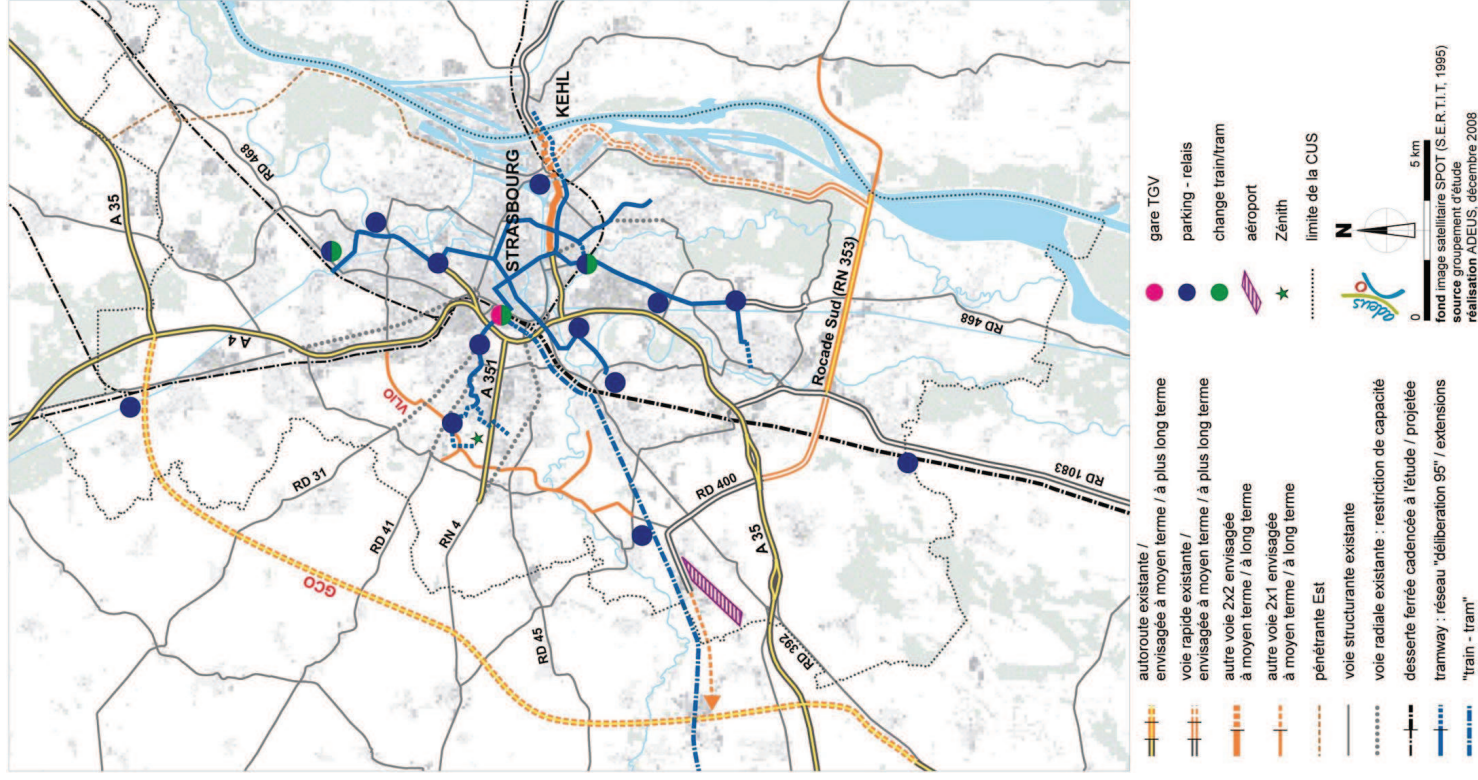 A 35
RD 468
A 4
STRASBOURG
KEHL
VLIO
A 351
RD 31
RD 41
RN 4
GCO
RD 45
RD 400
Rocade Sud (RN 353)
RD 468
A 35
RD 392
RD 1083
autoroute existante /
envisagée à moyen terme / à plus long terme
voie rapide existante /
envisagée à moyen terme / à plus long terme
autre voie 2x2 envisagée
à moyen terme / à long terme
autre voie 2x1 envisagée
à moyen terme / à long terme
pénétrante Est
voie structurante existante
voie radiale existante : restriction de capacité
desserte ferrée cadencée à l'étude / projetée
tramway : réseau "déliberation 95" / extensions
"train - tram"
gare TGV
parking - relais
change train/tram
aéroport
Zénith
limite de la CUS
adeus
N
0 5 km
fond image satellitaire SPOT (S.E.R.T.I.T, 1995)
source groupement d'étude
réalisation ADEUS, décembre 2008